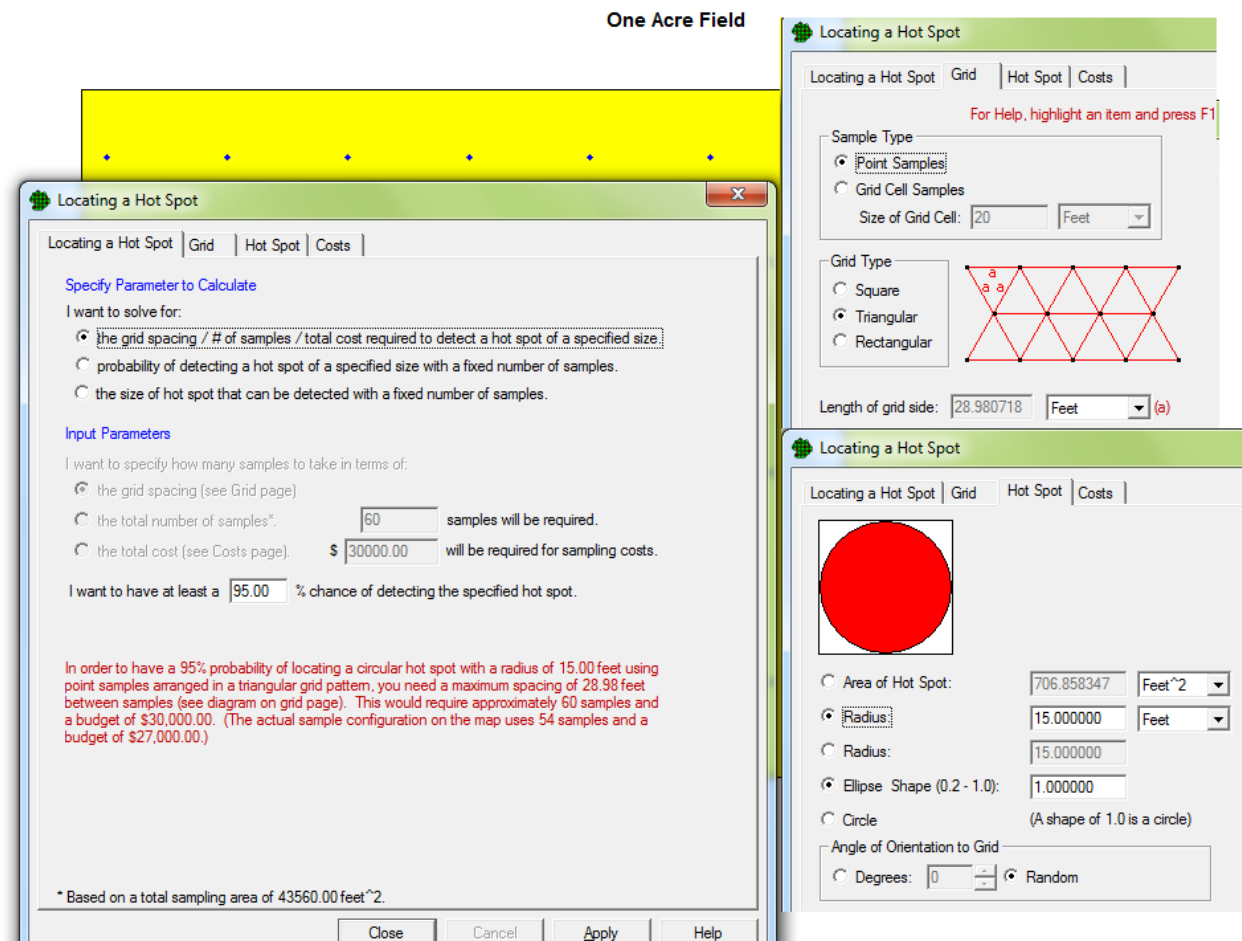 One Acre Field
Locating a Hot Spot
Locating a Hot Spot Grid Hot Spot Costs
Specify Parameter to Calculate
I want to solve for:
the grid spacing / # of samples / total cost required to detect a hot spot of a specified size.
probability of detecting a hot spot of a specified size with a fixed number of samples.
the size of hot spot that can be detected with a fixed number of samples.
Input Parameters
I want to specify how many samples to take in terms of:
the grid spacing (see Grid page)
the total number of samples*. 60 samples will be required.
the total cost (see Costs page). $ 30000.00 will be required for sampling costs.
I want to have at least a 95.00 % chance of detecting the specified hot spot.
In order to have a 95% probability of locating a circular hot spot with a radius of 15.00 feet using
point samples arranged in a triangular grid pattern, you need a maximum spacing of 28.98 feet
between samples (see diagram on grid page). This would require approximately 60 samples and
a budget of $30,000.00. (The actual sample configuration on the map uses 54 samples and a
budget of $27,000.00.)
* Based on a total sampling area of 43560.00 feet^2.
Close Cancel Apply Help
Locating a Hot Spot
Locating a Hot Spot Grid Hot Spot Costs
For Help, highlight an item and press F1
Sample Type
Point Samples
Grid Cell Samples
Size of Grid Cell: 20 Feet
Grid Type
Square
Triangular
Rectangular
a
a a
Length of grid side: 28.980718 Feet (a)
Locating a Hot Spot
Locating a Hot Spot Grid Hot Spot Costs
Area of Hot Spot: 706.858347 Feet^2
Radius: 15.000000 Feet
Radius: 15.000000
Ellipse Shape (0.2 - 1.0): 1.000000
Circle (A shape of 1.0 is a circle)
Angle of Orientation to Grid
Degrees: 0 Random